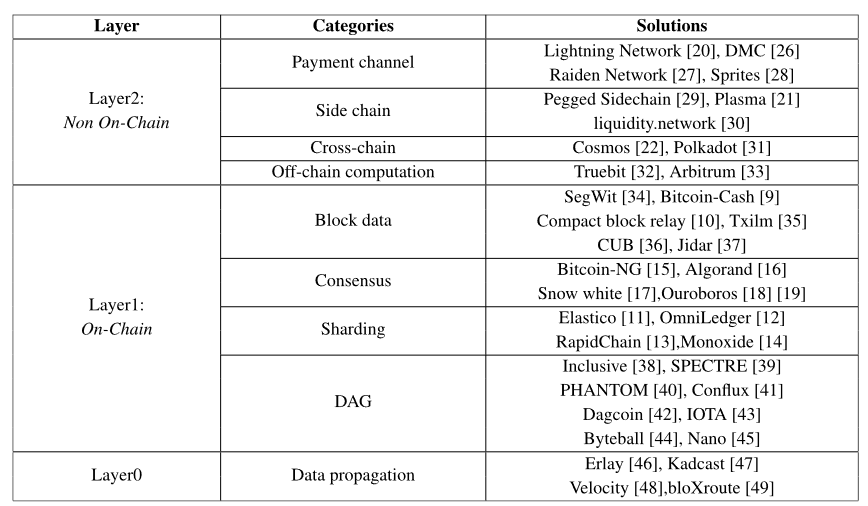 Layer Categories Solutions
Layer2:
Non On-Chain
Payment channel
Lightning Network [20], DMC [26]
Raiden Network [27], Sprites [28]
Side chain
Pegged Sidechain [29], Plasma [21]
liquidity.network [30]
Cross-chain
Cosmos [22], Polkadot [31]
Off-chain computation
Truebit [32], Arbitrum [33]
Layer1:
On-Chain
Block data
SegWit [34], Bitcoin-Cash [9]
Compact block relay [10], Txilm [35]
CUB [36], Jidar [37]
Consensus
Bitcoin-NG [15], Algorand [16]
Snow white [17],Ouroboros [18] [19]
Sharding
Elastico [11], OmniLedger [12]
RapidChain [13],Monoxide [14]
DAG
Inclusive [38], SPECTRE [39]
PHANTOM [40], Conflux [41]
Dagcoin [42], IOTA [43]
Byteball [44], Nano [45]
Layer0
Data propagation
Erlay [46], Kadcast [47]
Velocity [48],bloXroute [49]